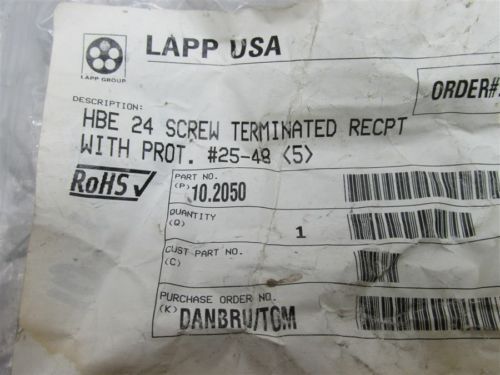 LAPP USA
LAPP GROUP
ORDER#
DESCRIPTION:
HBE 24 SCREW TERMINATED RECPT
WITH PROT. #25-48 <5>
RoHS
PART NO.
(P) 10.2050
QUANTITY
(Q) 1
CUST PART NO.
(C)
PURCHASE ORDER NO.
(K) DANBRU/TOM